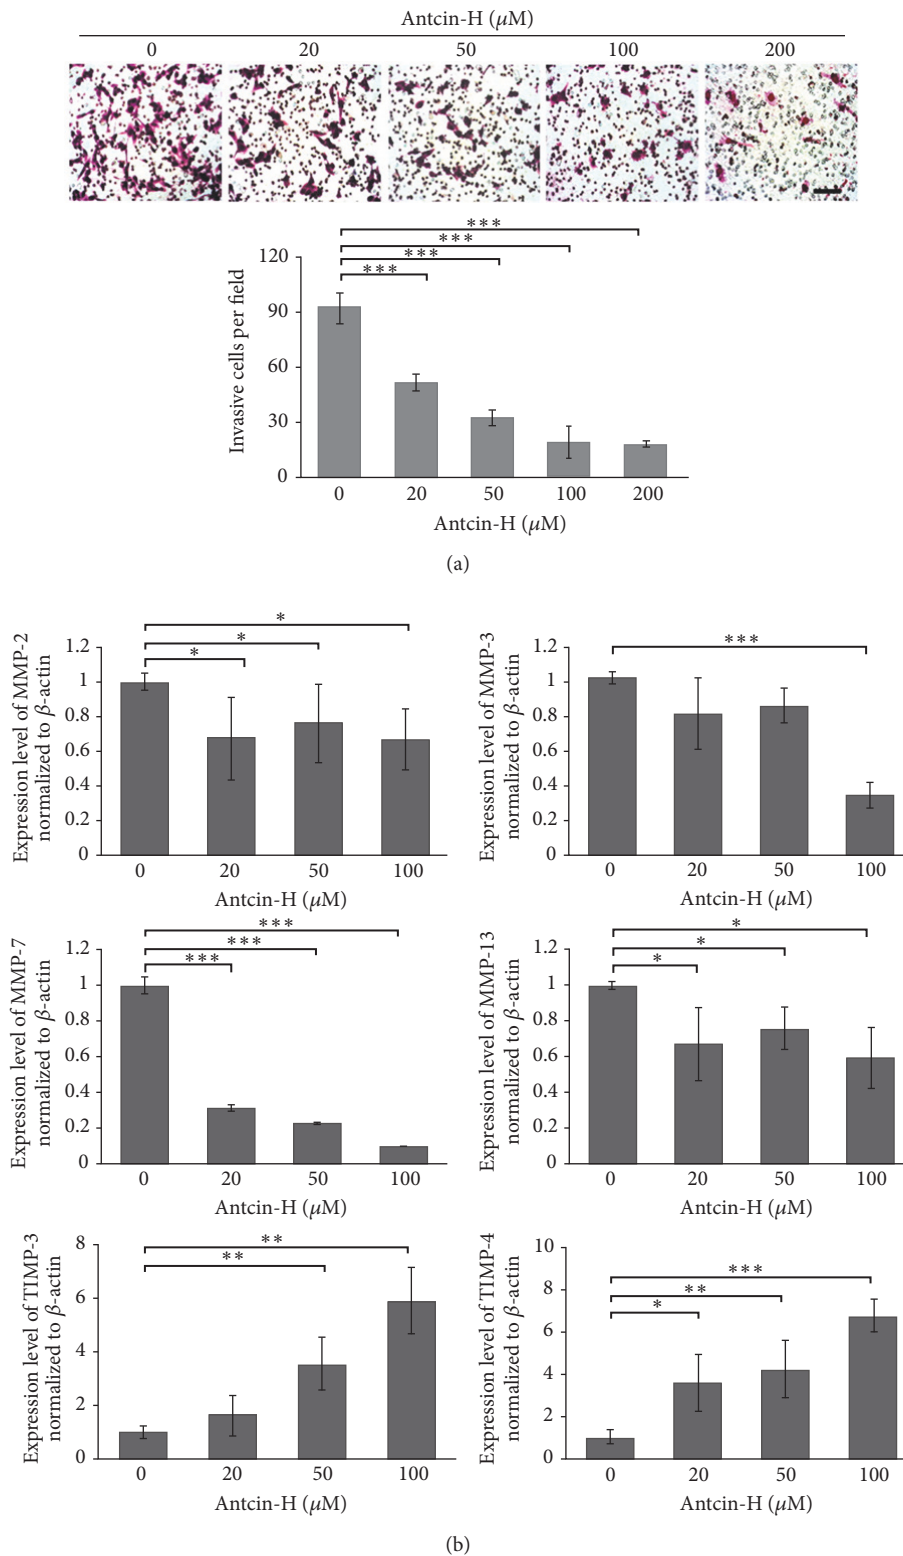 Antcin-H (μM)
0 20 50 100 200
***
***
***
***
120
90
60
30
0
Invasive cells per field
0 20 50 100 200
Antcin-H (μM)
(a)
*
*
*
1.2
1
0.8
0.6
0.4
0.2
0
Expression level of MMP-2
normalized to β-actin
0 20 50 100
Antcin-H (μM)
***
1.2
1
0.8
0.6
0.4
0.2
0
Expression level of MMP-3
normalized to β-actin
0 20 50 100
Antcin-H (μM)
***
***
***
1.2
1
0.8
0.6
0.4
0.2
0
Expression level of MMP-7
normalized to β-actin
0 20 50 100
Antcin-H (μM)
*
*
*
1.2
1
0.8
0.6
0.4
0.2
0
Expression level of MMP-13
normalized to β-actin
0 20 50 100
Antcin-H (μM)
**
**
8
6
4
2
0
Expression level of TIMP-3
normalized to β-actin
0 20 50 100
Antcin-H (μM)
***
**
*
10
8
6
4
2
0
Expression level of TIMP-4
normalized to β-actin
0 20 50 100
Antcin-H (μM)
(b)